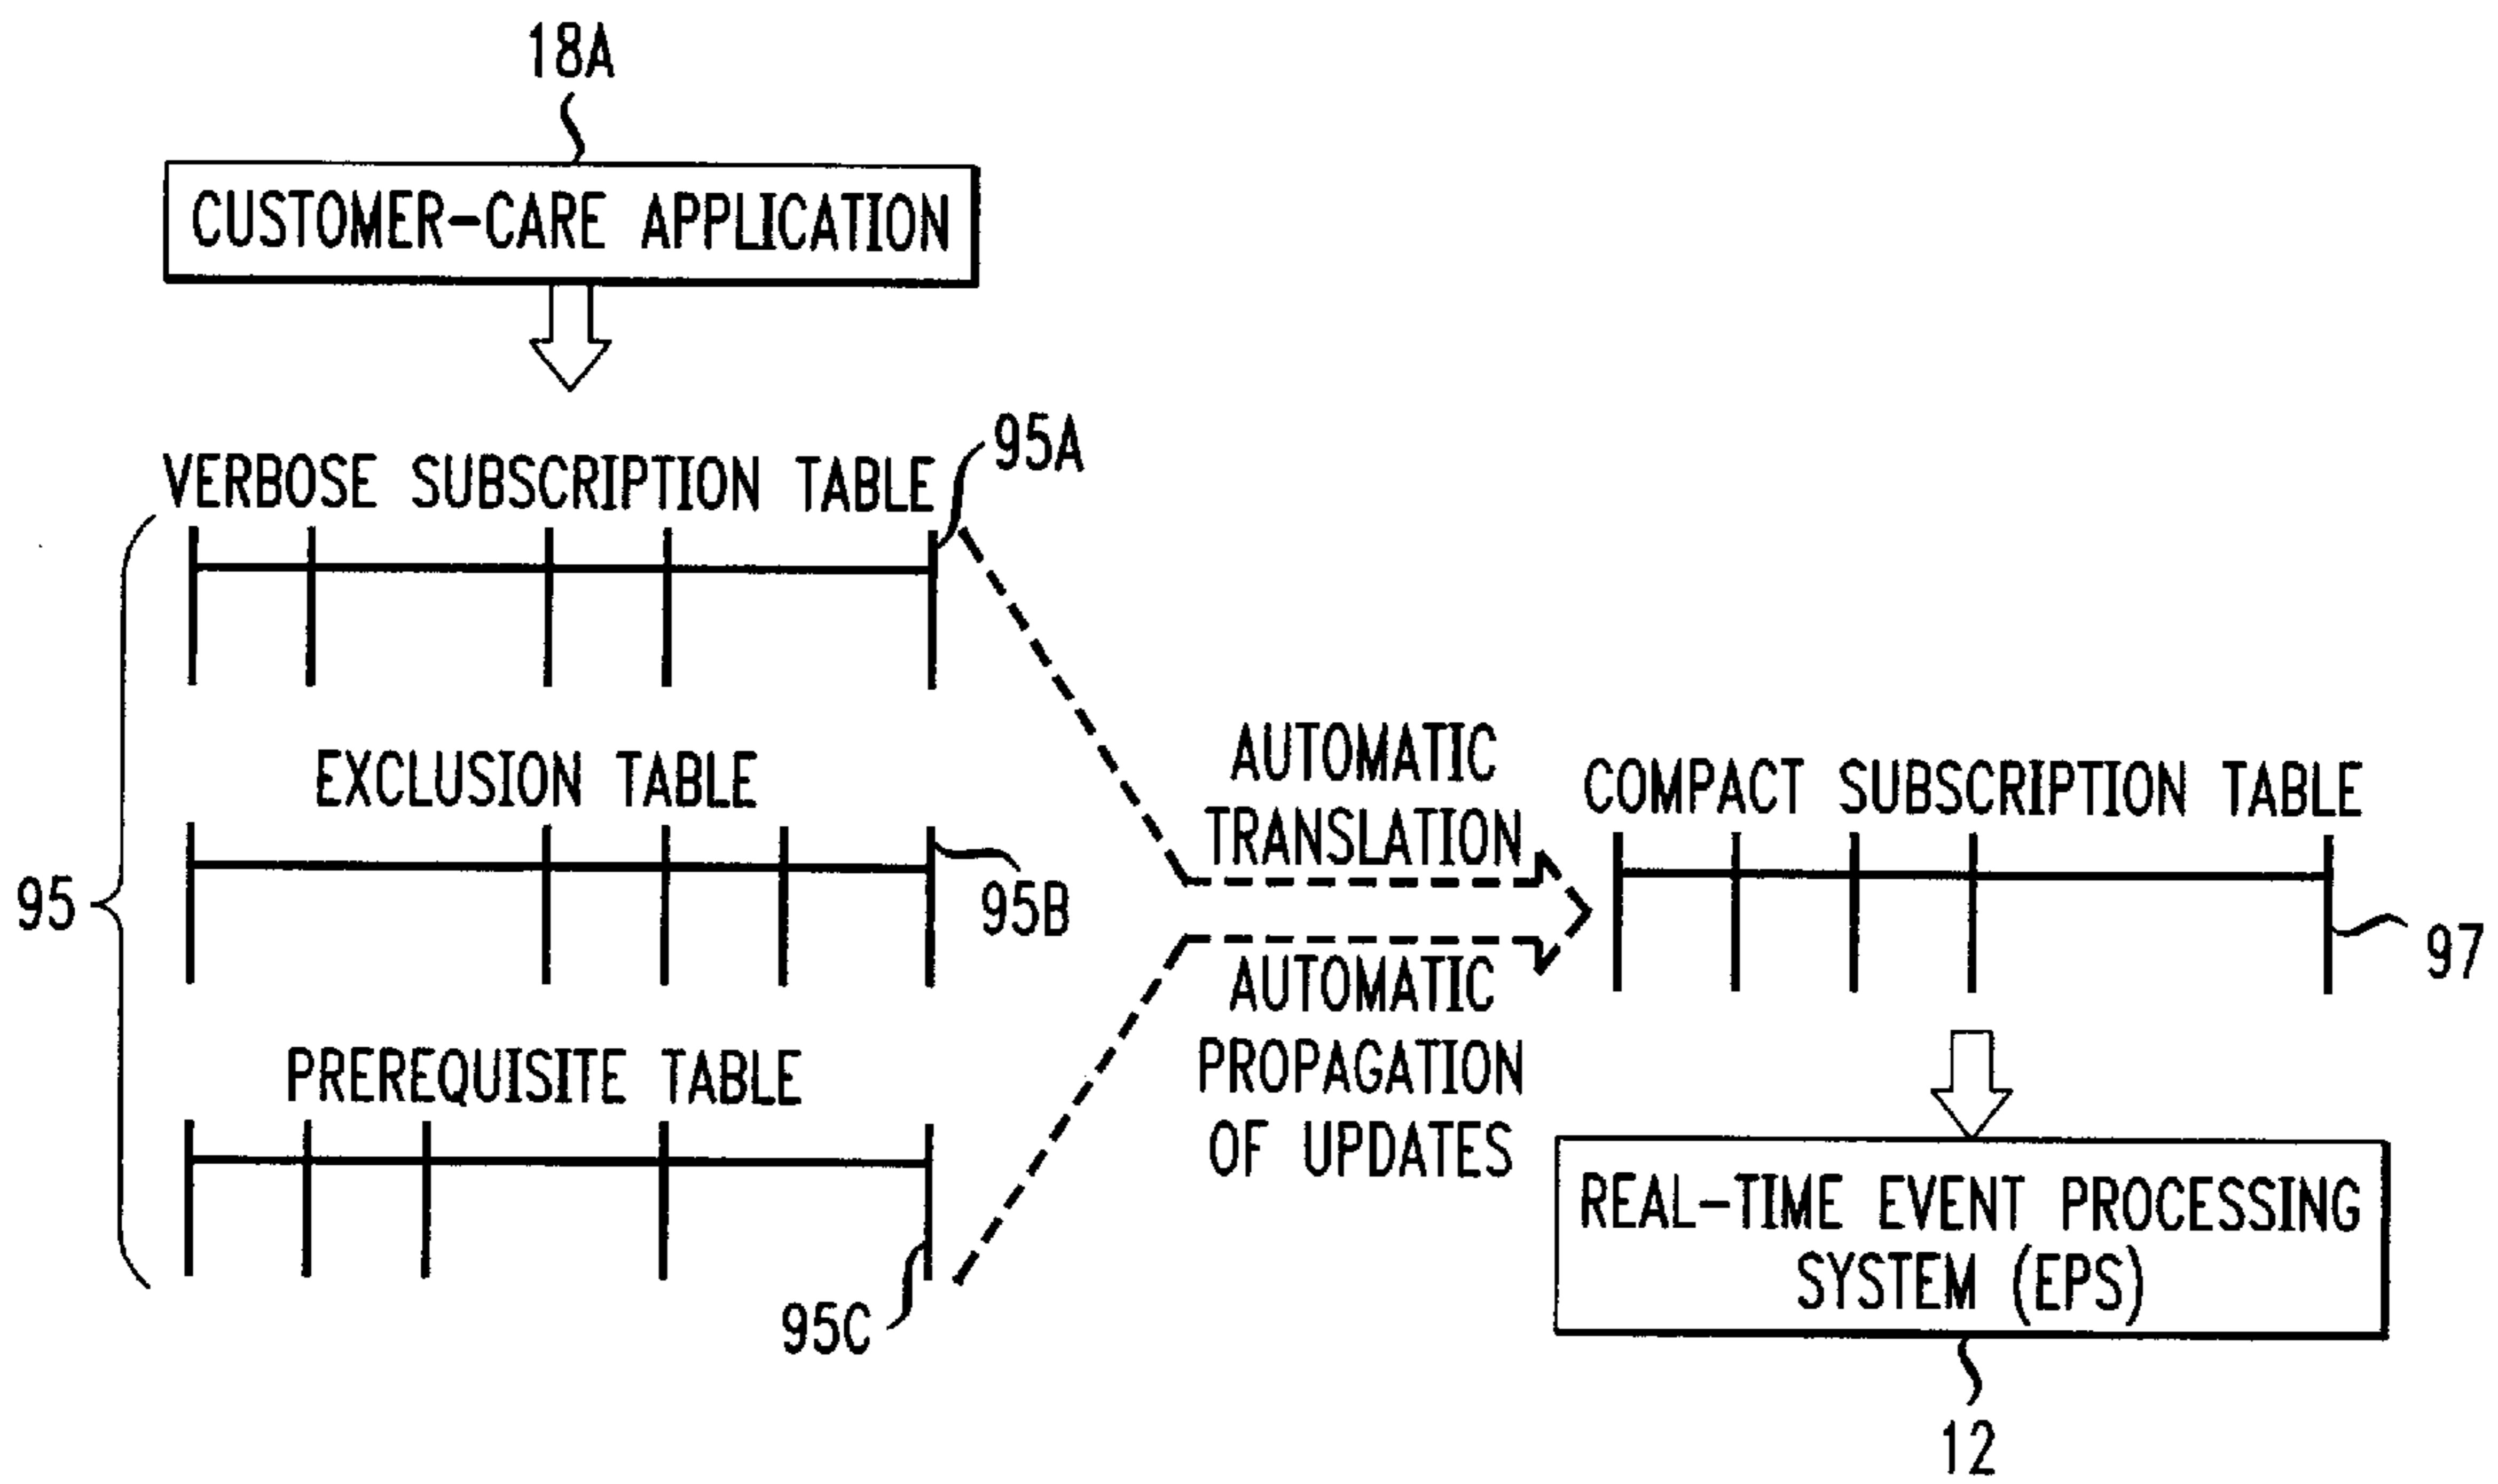 18A
CUSTOMER-CARE APPLICATION
VERBOSE SUBSCRIPTION TABLE
95A
EXCLUSION TABLE
95B
95
PREREQUISITE TABLE
95C
AUTOMATIC
TRANSLATION
AUTOMATIC
PROPAGATION
OF UPDATES
COMPACT SUBSCRIPTION TABLE
97
REAL-TIME EVENT PROCESSING
SYSTEM (EPS)
12